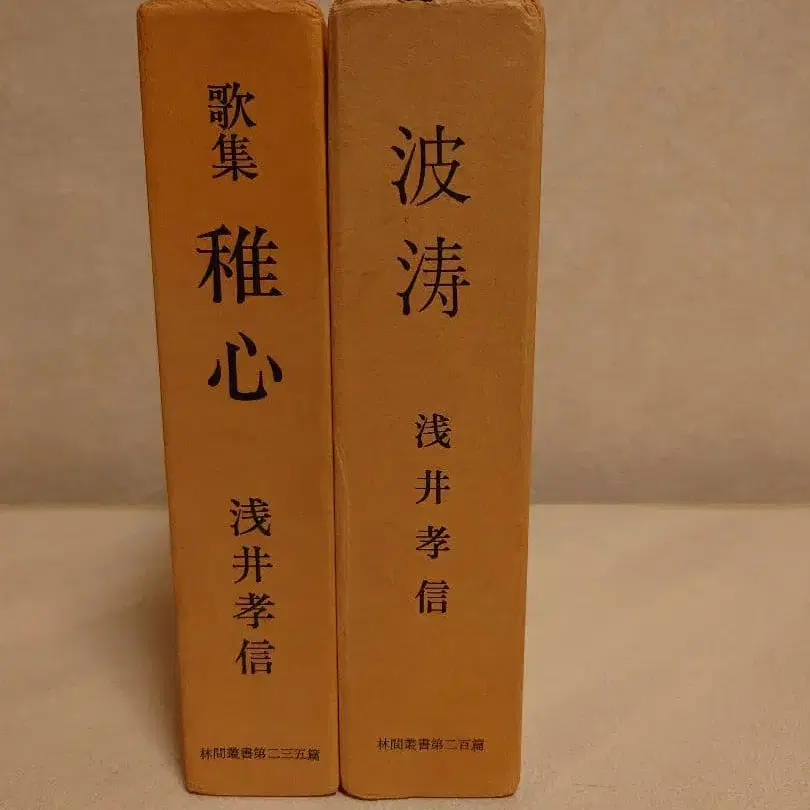 歌集 稚心
浅井孝信
林間叢書第二三五篇
波涛
浅井孝信
林間叢書第二百篇